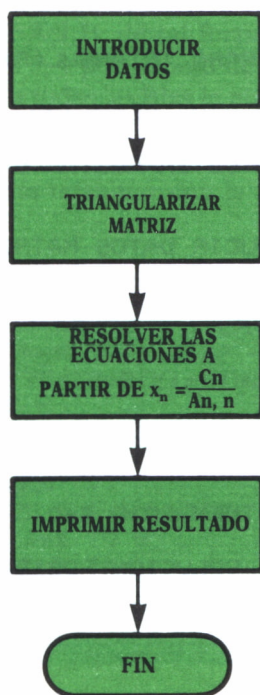 INTRODUCIR
DATOS
TRIANGULARIZAR
MATRIZ
RESOLVER LAS
ECUACIONES A
PARTIR DE xₙ = Cn / An, n
IMPRIMIR RESULTADO
FIN